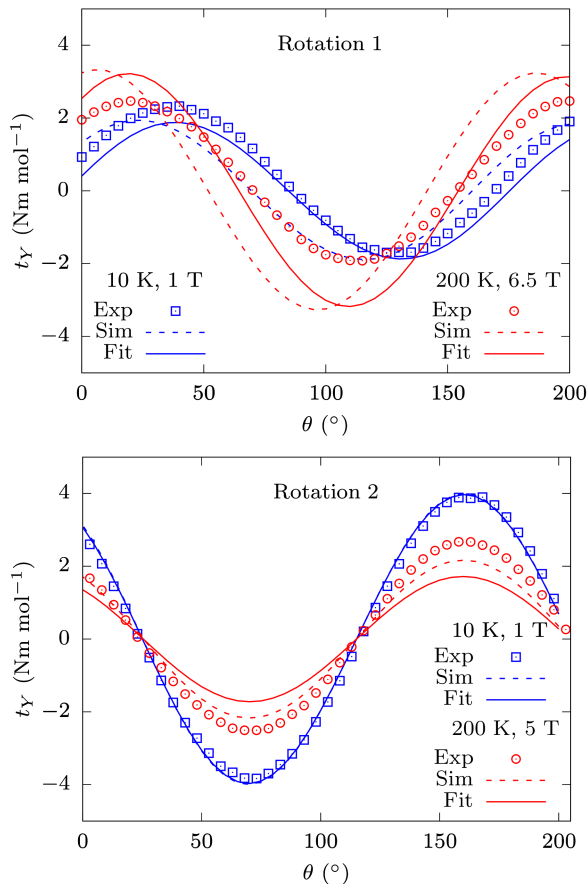 4
2
0
−2
−4
t_Y (Nm mol⁻¹)
Rotation 1
10 K, 1 T
Exp
Sim
Fit
200 K, 6.5 T
Exp
Sim
Fit
0 50 100 150 200
θ (°)
4
2
0
−2
−4
t_Y (Nm mol⁻¹)
Rotation 2
10 K, 1 T
Exp
Sim
Fit
200 K, 5 T
Exp
Sim
Fit
0 50 100 150 200
θ (°)